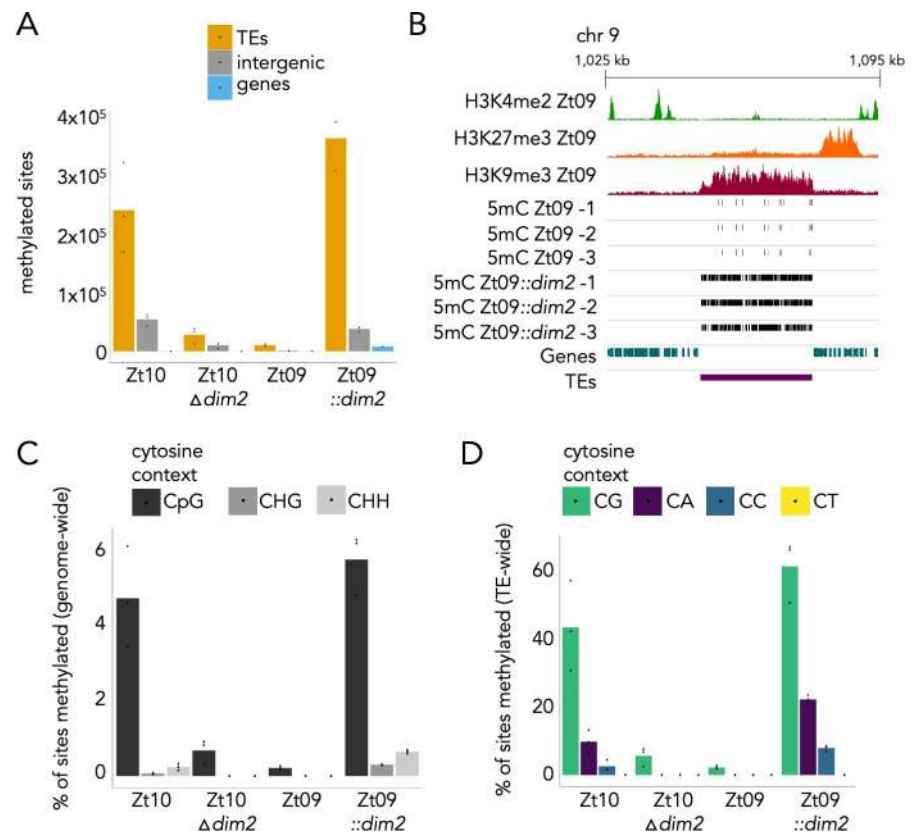 A
TEs
intergenic
genes
methylated sites
4x10⁵
3x10⁵
2x10⁵
1x10⁵
0
Zt10
Zt10
Δdim2
Zt09
Zt09
::dim2
B
chr 9
1,025 kb
1,095 kb
H3K4me2 Zt09
H3K27me3 Zt09
H3K9me3 Zt09
5mC Zt09 -1
5mC Zt09 -2
5mC Zt09 -3
5mC Zt09::dim2 -1
5mC Zt09::dim2 -2
5mC Zt09::dim2 -3
Genes
TEs
C
cytosine
context
CpG
CHG
CHH
% of sites methylated (genome-wide)
6
4
2
0
Zt10
Zt10
Δdim2
Zt09
Zt09
::dim2
D
cytosine
context
CG
CA
CC
CT
% of sites methylated (TE-wide)
60
40
20
0
Zt10
Zt10
Δdim2
Zt09
Zt09
::dim2